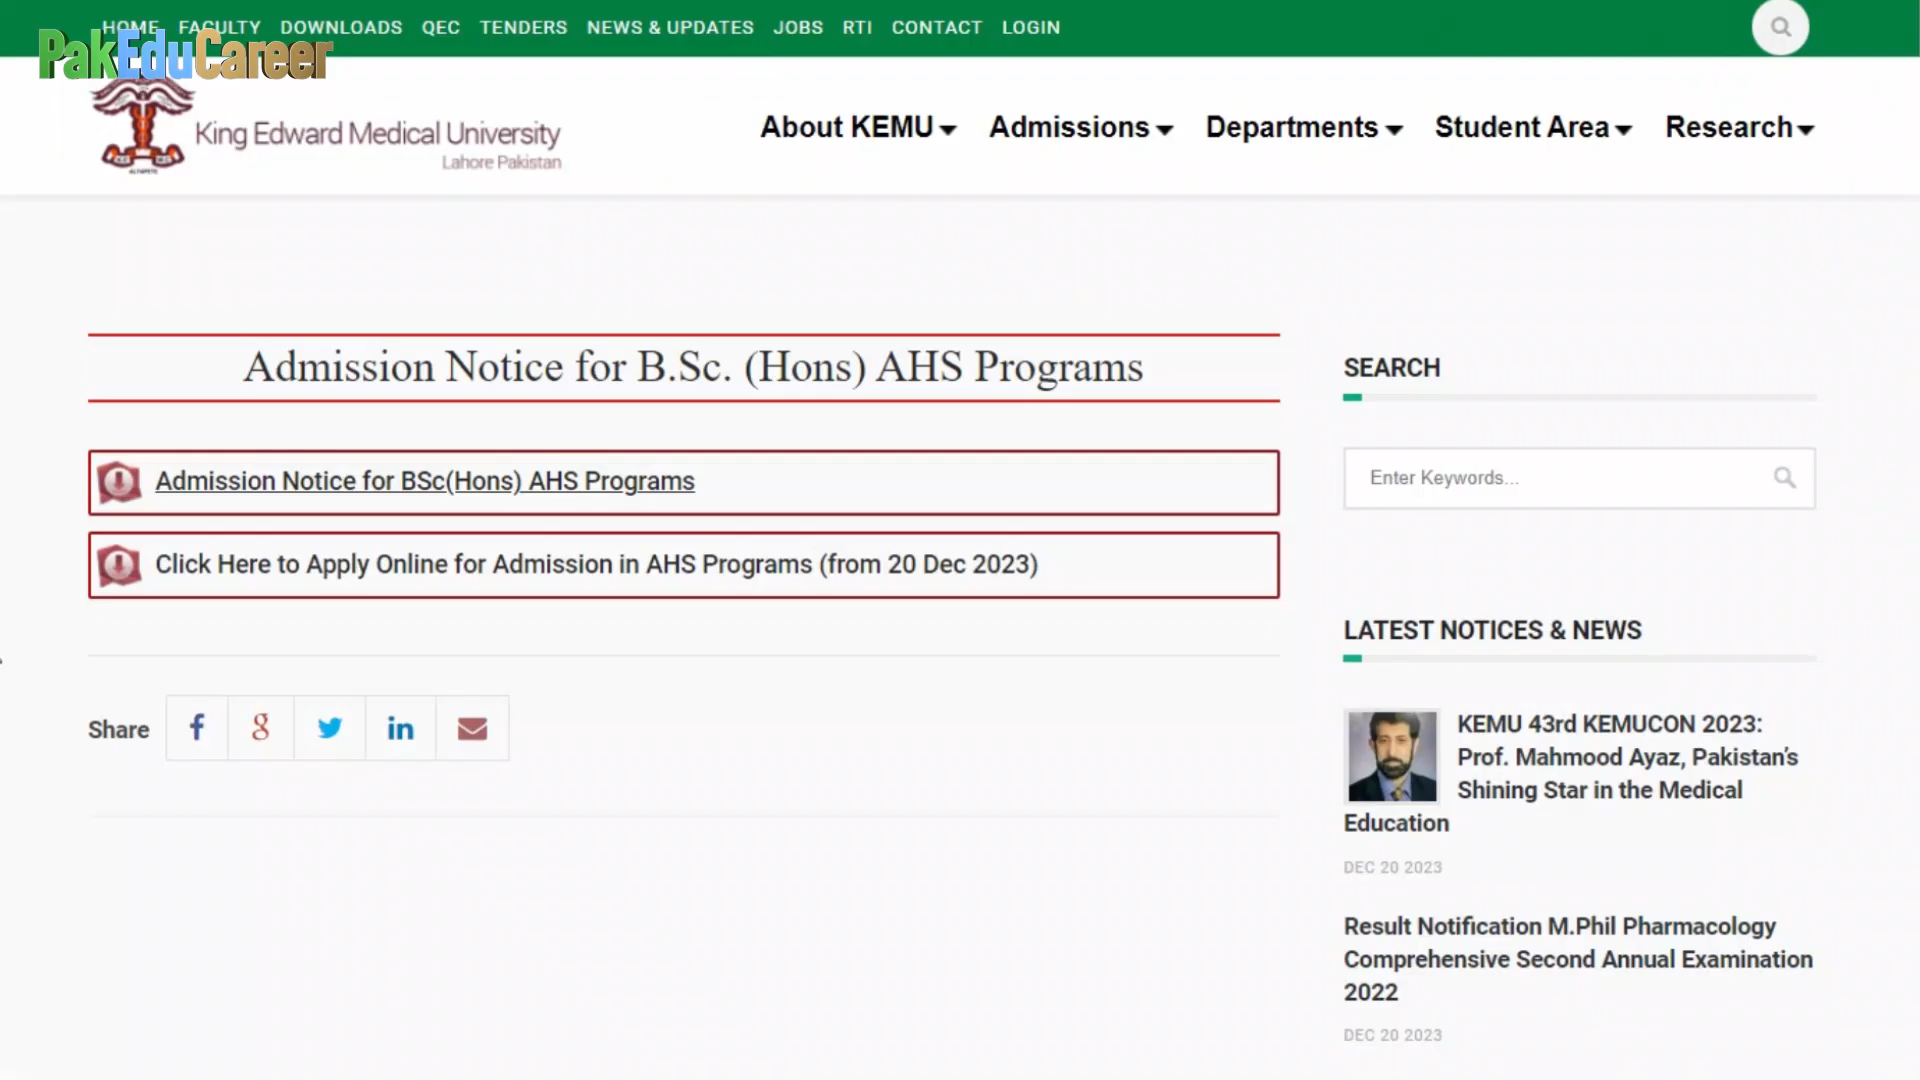 HOME FACULTY DOWNLOADS QEC TENDERS NEWS & UPDATES JOBS RTI CONTACT LOGIN
PakEduCareer
King Edward Medical University
Lahore Pakistan
About KEMU Admissions Departments Student Area Research
Admission Notice for B.Sc. (Hons) AHS Programs
Admission Notice for BSc(Hons) AHS Programs
Click Here to Apply Online for Admission in AHS Programs (from 20 Dec 2023)
Share
SEARCH
Enter Keywords...
LATEST NOTICES & NEWS
KEMU 43rd KEMUCON 2023:
Prof. Mahmood Ayaz, Pakistan’s
Shining Star in the Medical
Education
DEC 20 2023
Result Notification M.Phil Pharmacology
Comprehensive Second Annual Examination
2022
DEC 20 2023